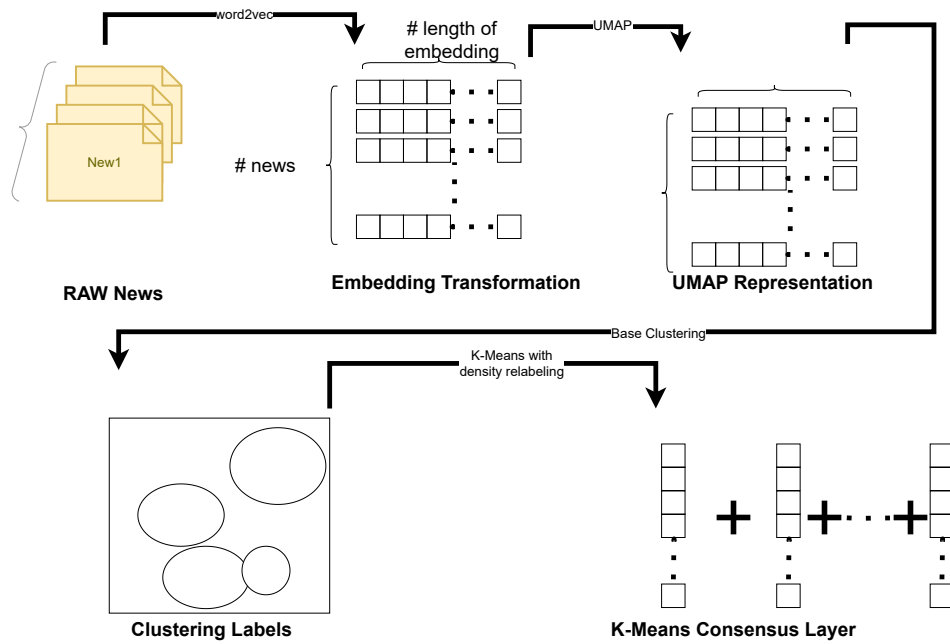 word2vec
# length of
embedding
UMAP
New1
# news
RAW News
Embedding Transformation
UMAP Representation
Base Clustering
K-Means with
density relabeling
Clustering Labels
K-Means Consensus Layer